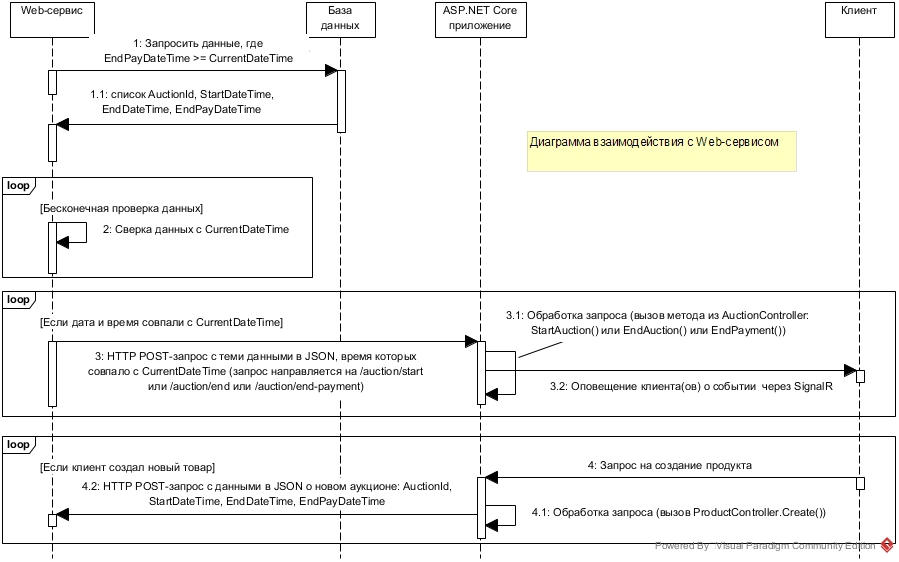 Web-сервис
База
данных
ASP.NET Core
приложение
Клиент
1: Запросить данные, где
EndPayDateTime >= CurrentDateTime
1.1: список AuctionId, StartDateTime,
EndDateTime, EndPayDateTime
Диаграмма взаимодействия с Web-сервисом
loop
[Бесконечная проверка данных]
2: Сверка данных с CurrentDateTime
loop
[Если дата и время совпали с CurrentDateTime]
3.1: Обработка запроса (вызов метода из AuctionController:
StartAuction() или EndAuction() или EndPayment())
3: HTTP POST-запрос с теми данными в JSON, время которых
совпало с CurrentDateTime (запрос направляется на /auction/start
или /auction/end или /auction/end-payment)
3.2: Оповещение клиента(ов) о событии через SignalR
loop
[Если клиент создал новый товар]
4: Запрос на создание продукта
4.2: HTTP POST-запрос с данными в JSON о новом аукционе: AuctionId,
StartDateTime, EndDateTime, EndPayDateTime
4.1: Обработка запроса (вызов ProductController.Create())
Powered By Visual Paradigm Community Edition